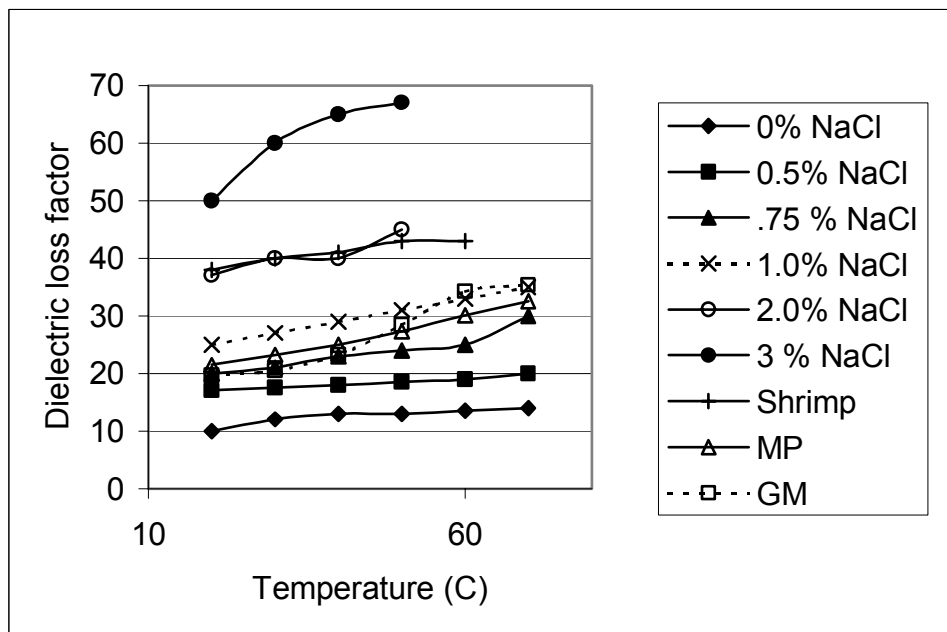 70
60
50
40
30
20
10
0
10
60
Dielectric loss factor
Temperature (C)
0% NaCl
0.5% NaCl
.75 % NaCl
1.0% NaCl
2.0% NaCl
3 % NaCl
Shrimp
MP
GM